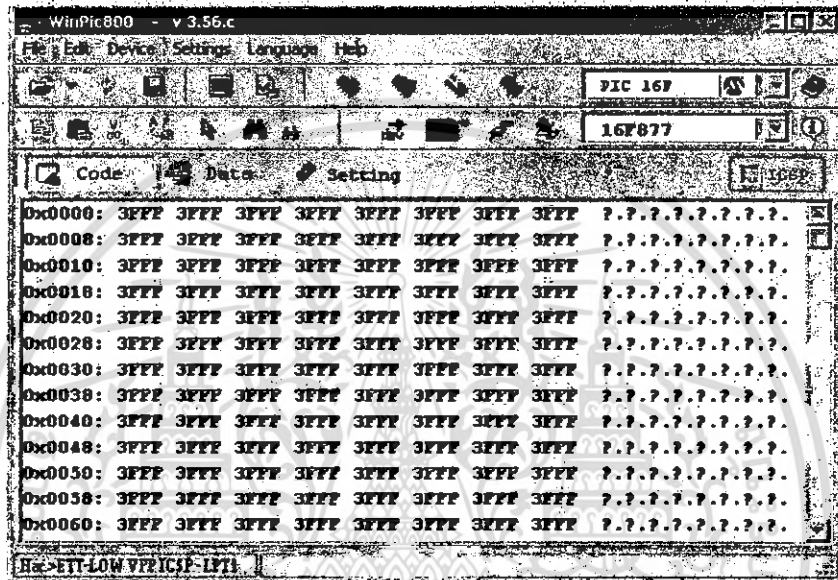 WinPic800 - v 3.56.c
File Edit Device Settings Language Help
PIC 16F
16F877
Code Data Setting ICSP
0x0000: 3FFF 3FFF 3FFF 3FFF 3FFF 3FFF 3FFF 3FFF ?.?.?.?.?.?.?.?.
0x0008: 3FFF 3FFF 3FFF 3FFF 3FFF 3FFF 3FFF 3FFF ?.?.?.?.?.?.?.?.
0x0010: 3FFF 3FFF 3FFF 3FFF 3FFF 3FFF 3FFF 3FFF ?.?.?.?.?.?.?.?.
0x0018: 3FFF 3FFF 3FFF 3FFF 3FFF 3FFF 3FFF 3FFF ?.?.?.?.?.?.?.?.
0x0020: 3FFF 3FFF 3FFF 3FFF 3FFF 3FFF 3FFF 3FFF ?.?.?.?.?.?.?.?.
0x0028: 3FFF 3FFF 3FFF 3FFF 3FFF 3FFF 3FFF 3FFF ?.?.?.?.?.?.?.?.
0x0030: 3FFF 3FFF 3FFF 3FFF 3FFF 3FFF 3FFF 3FFF ?.?.?.?.?.?.?.?.
0x0038: 3FFF 3FFF 3FFF 3FFF 3FFF 3FFF 3FFF 3FFF ?.?.?.?.?.?.?.?.
0x0040: 3FFF 3FFF 3FFF 3FFF 3FFF 3FFF 3FFF 3FFF ?.?.?.?.?.?.?.?.
0x0048: 3FFF 3FFF 3FFF 3FFF 3FFF 3FFF 3FFF 3FFF ?.?.?.?.?.?.?.?.
0x0050: 3FFF 3FFF 3FFF 3FFF 3FFF 3FFF 3FFF 3FFF ?.?.?.?.?.?.?.?.
0x0058: 3FFF 3FFF 3FFF 3FFF 3FFF 3FFF 3FFF 3FFF ?.?.?.?.?.?.?.?.
0x0060: 3FFF 3FFF 3FFF 3FFF 3FFF 3FFF 3FFF 3FFF ?.?.?.?.?.?.?.?.
ETT-LOW VPP ICSP-LPT1